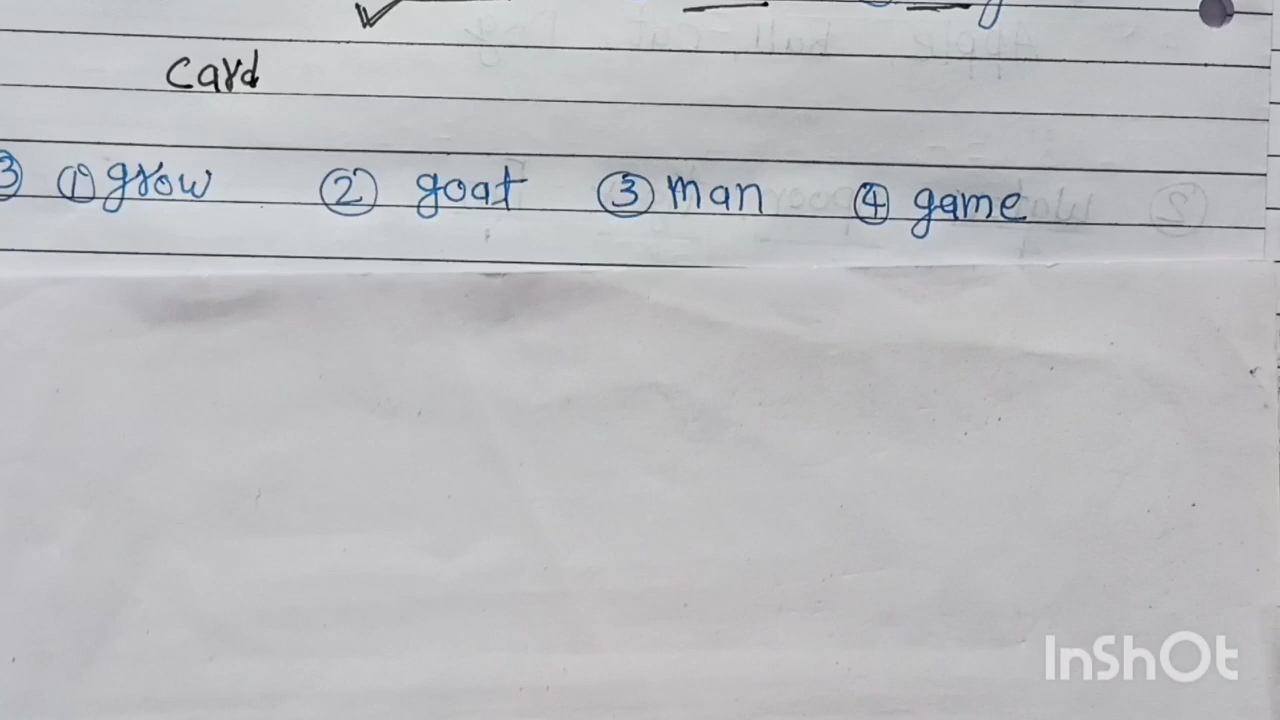 card
③ ① grow ② goat ③ man ④ game
InShOt